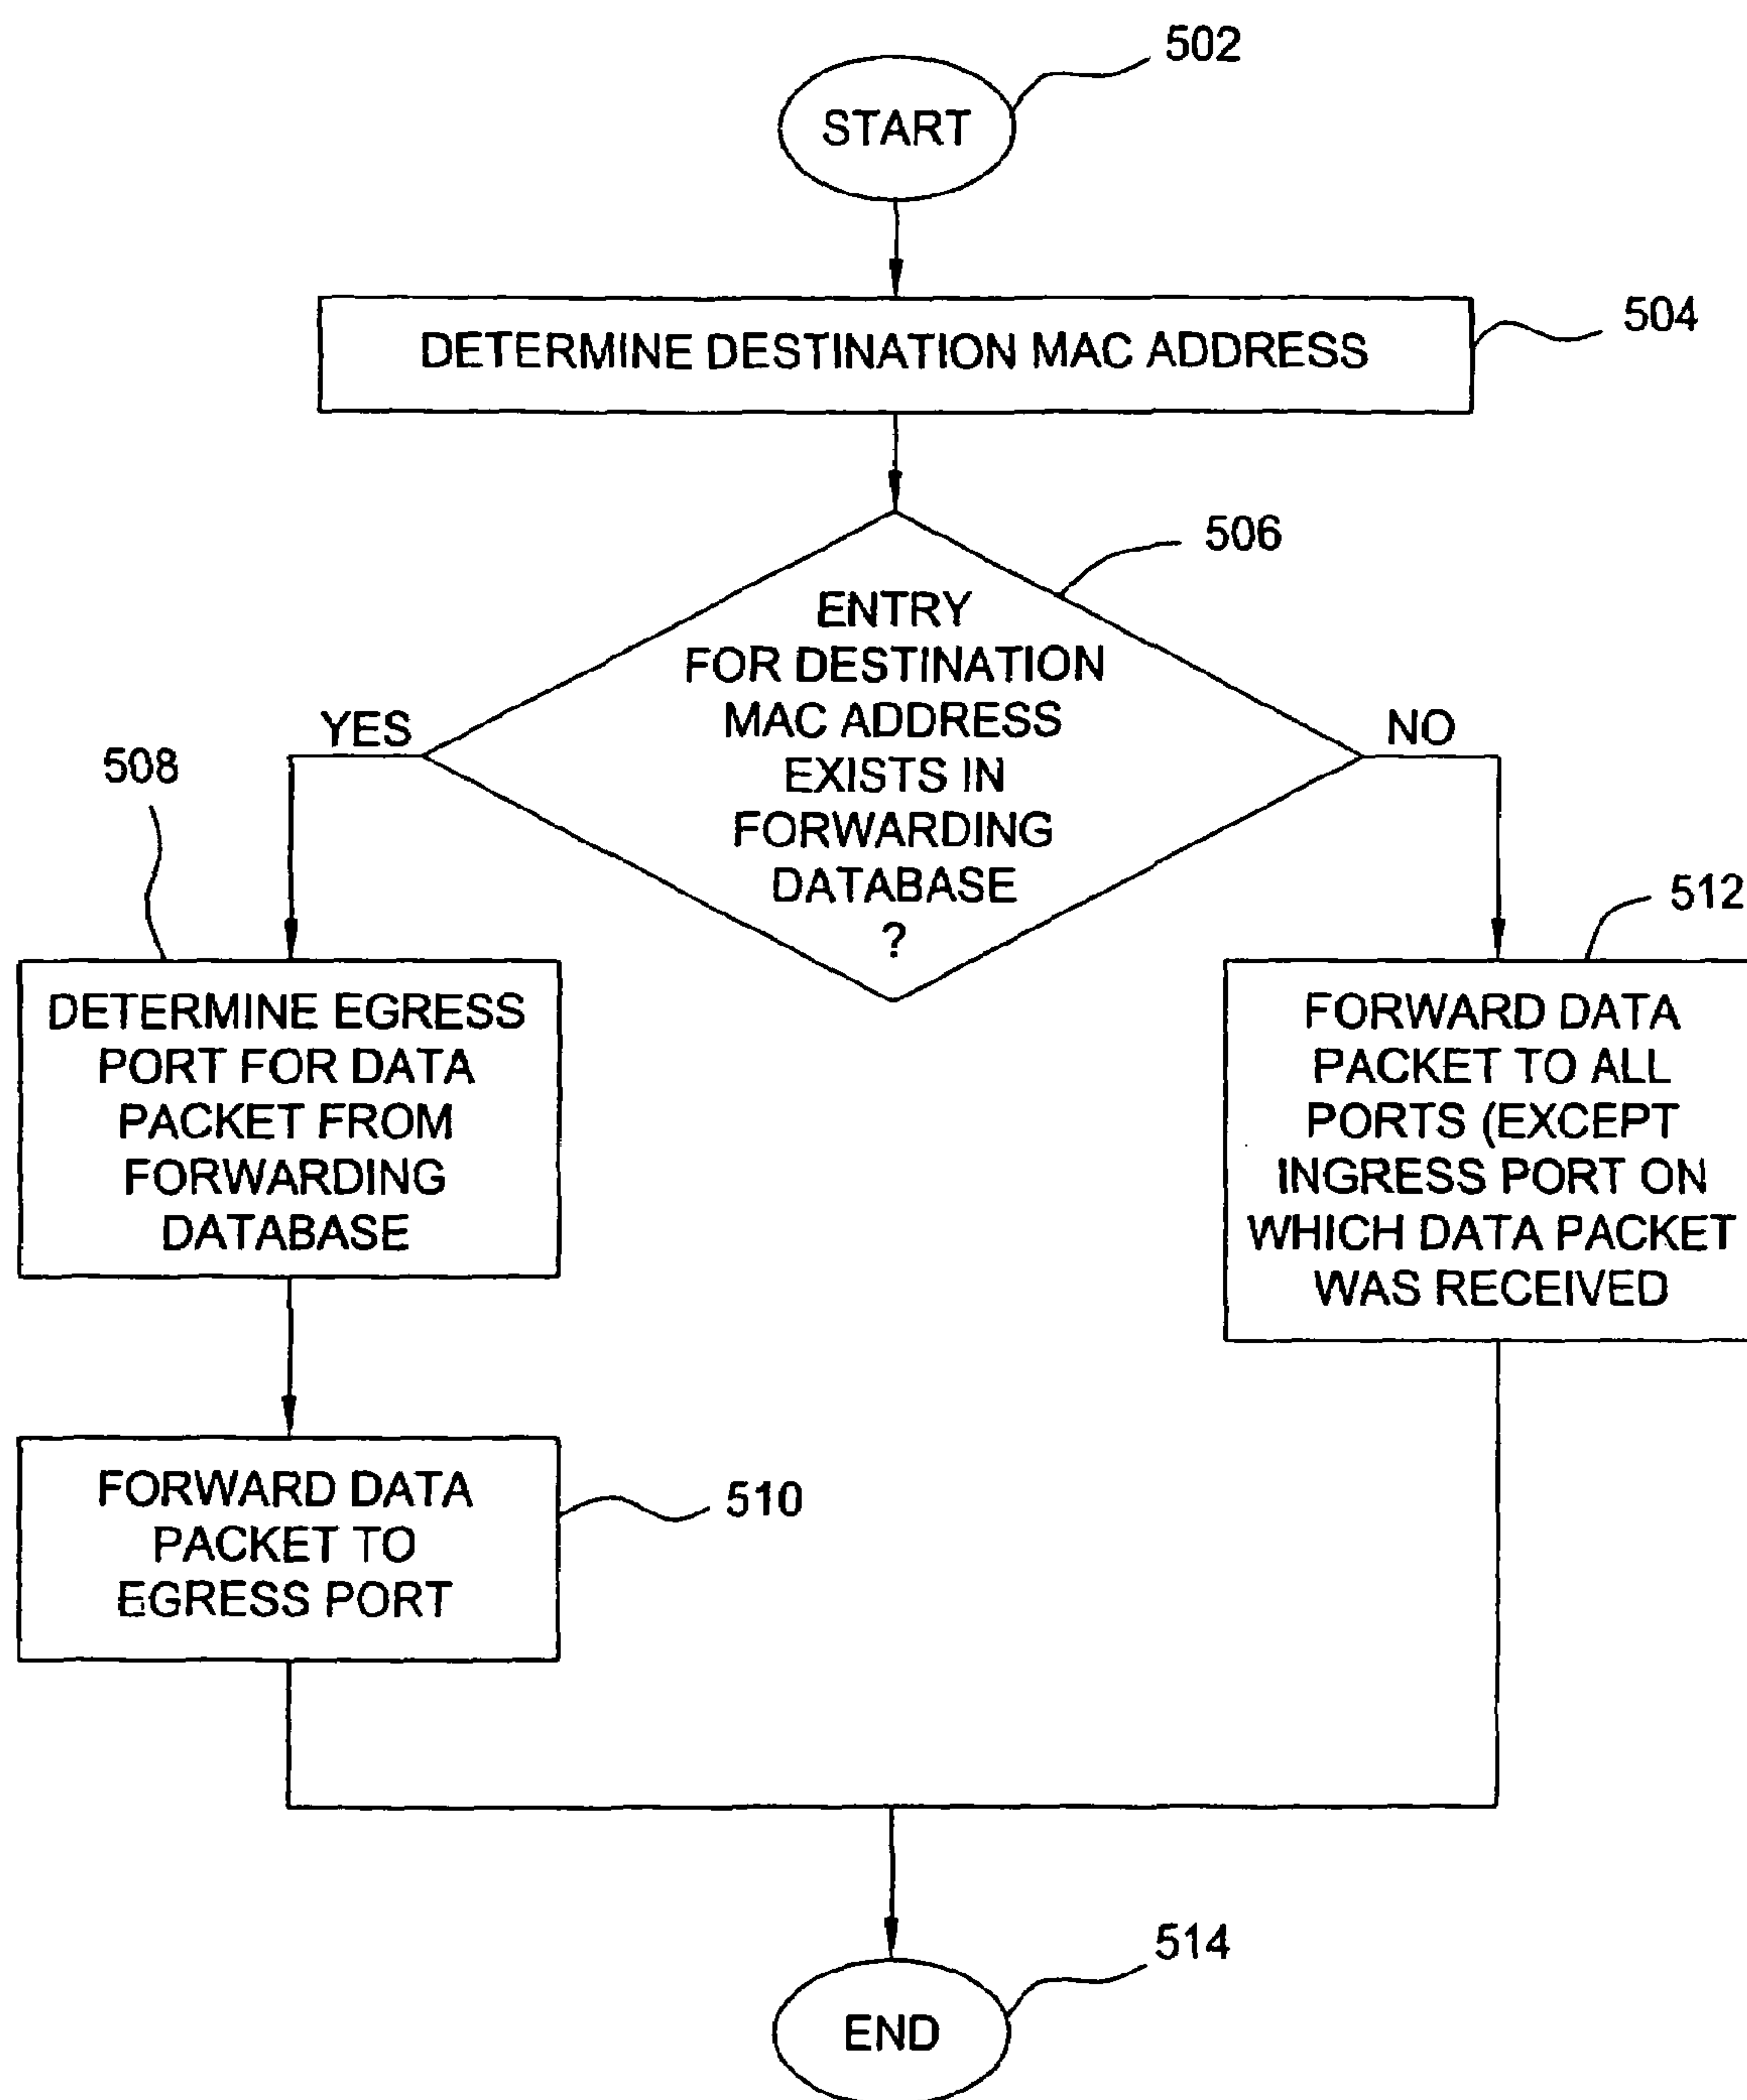 502
START
504
DETERMINE DESTINATION MAC ADDRESS
506
ENTRY
FOR DESTINATION
MAC ADDRESS
EXISTS IN
FORWARDING
DATABASE
?
YES
NO
508
DETERMINE EGRESS
PORT FOR DATA
PACKET FROM
FORWARDING
DATABASE
512
FORWARD DATA
PACKET TO ALL
PORTS (EXCEPT
INGRESS PORT ON
WHICH DATA PACKET
WAS RECEIVED
FORWARD DATA
PACKET TO
EGRESS PORT
510
514
END